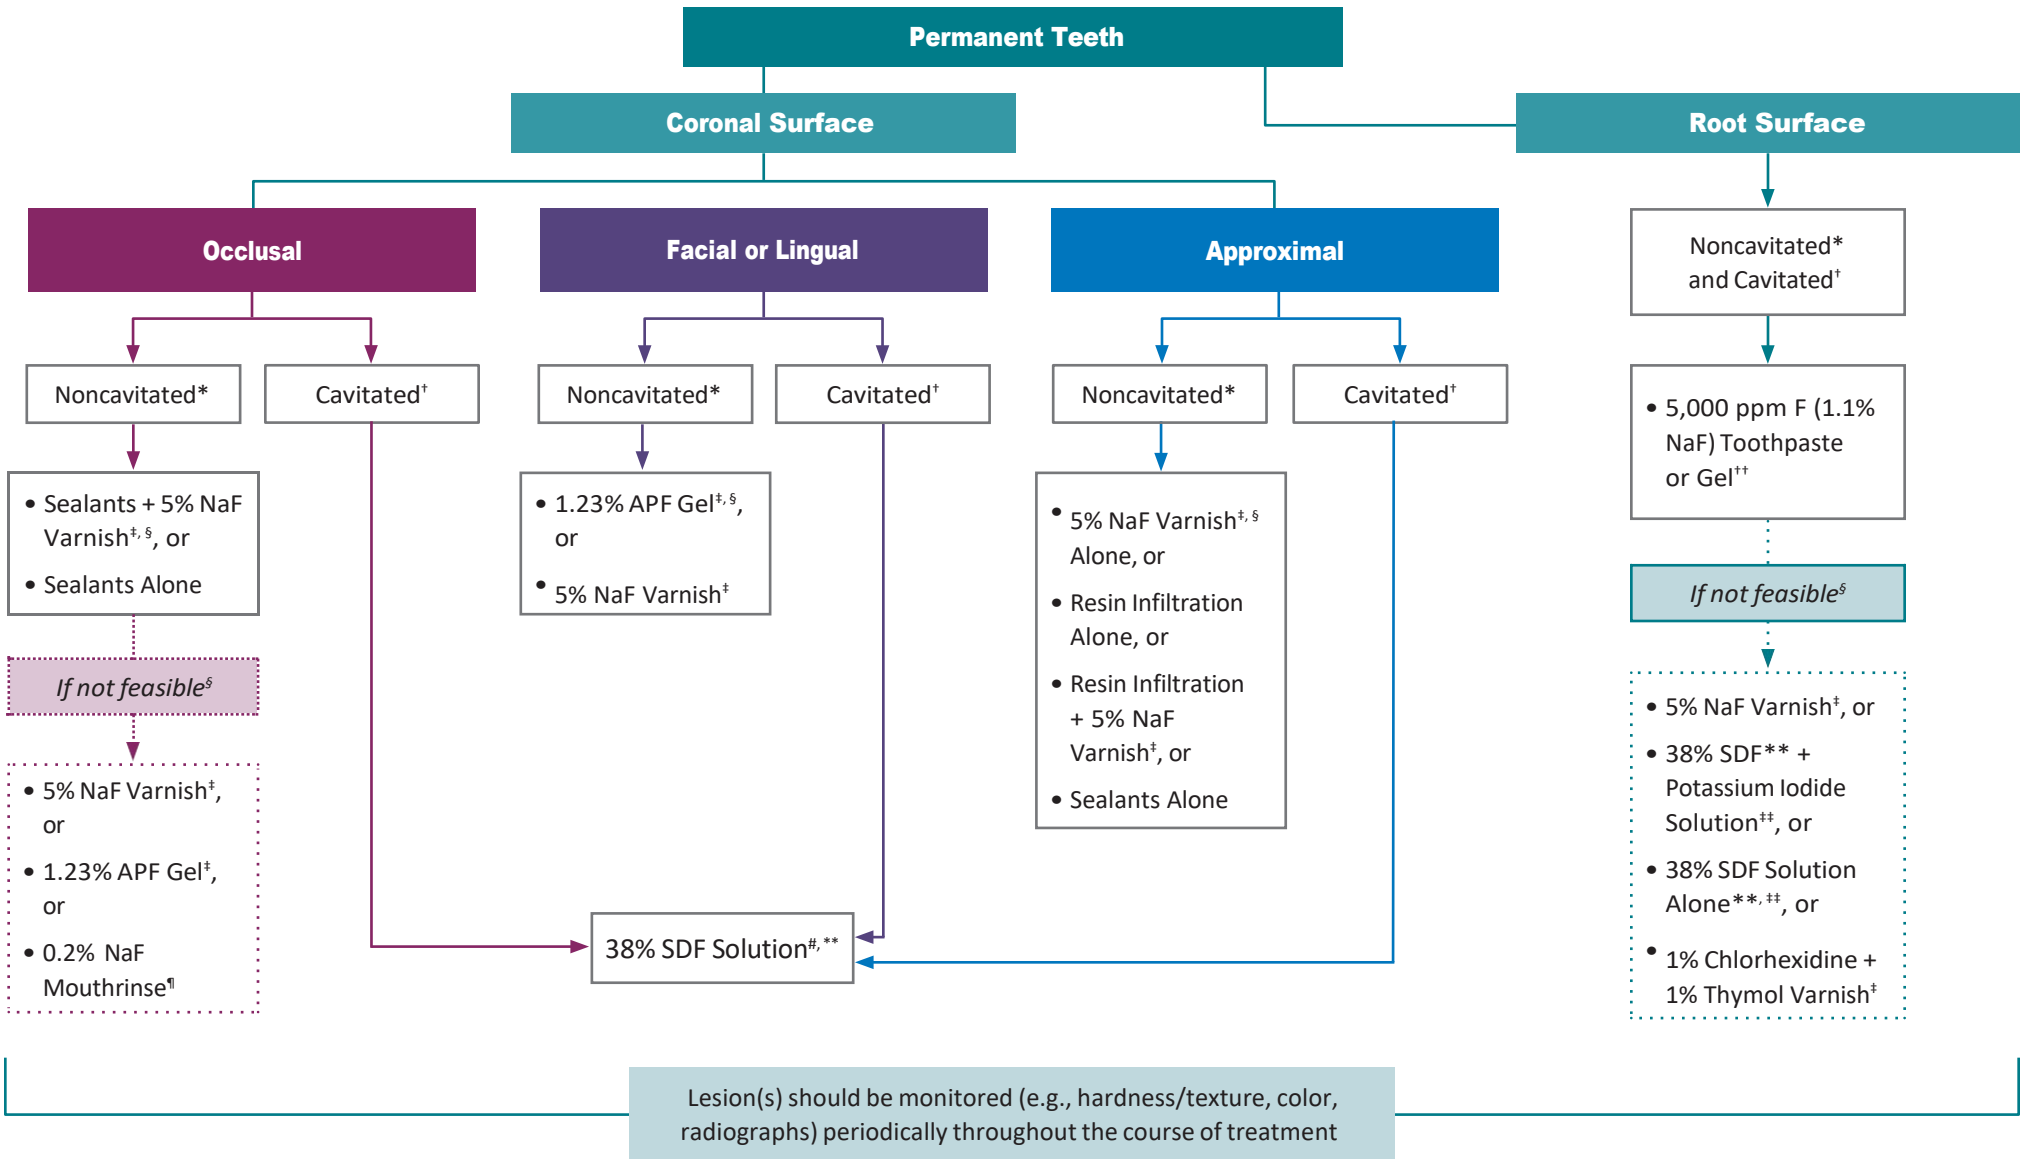 Permanent Teeth
Coronal Surface
Root Surface
Occlusal
Facial or Lingual
Approximal
Noncavitated*
and Cavitated†
Noncavitated*
Cavitated†
Noncavitated*
Cavitated†
Noncavitated*
Cavitated†
• Sealants + 5% NaF
Varnish‡, §, or
• Sealants Alone
If not feasible§
• 5% NaF Varnish‡,
or
• 1.23% APF Gel‡,
or
• 0.2% NaF
Mouthrinse¶
• 1.23% APF Gel‡, §,
or
• 5% NaF Varnish‡
• 5% NaF Varnish‡, §
Alone, or
• Resin Infiltration
Alone, or
• Resin Infiltration
+ 5% NaF
Varnish‡, or
• Sealants Alone
38% SDF Solution#, **
• 5,000 ppm F (1.1%
NaF) Toothpaste
or Gel††
If not feasible§
• 5% NaF Varnish‡, or
• 38% SDF** +
Potassium Iodide
Solution‡‡, or
• 38% SDF Solution
Alone**, ‡‡, or
• 1% Chlorhexidine +
1% Thymol Varnish‡
Lesion(s) should be monitored (e.g., hardness/texture, color,
radiographs) periodically throughout the course of treatment